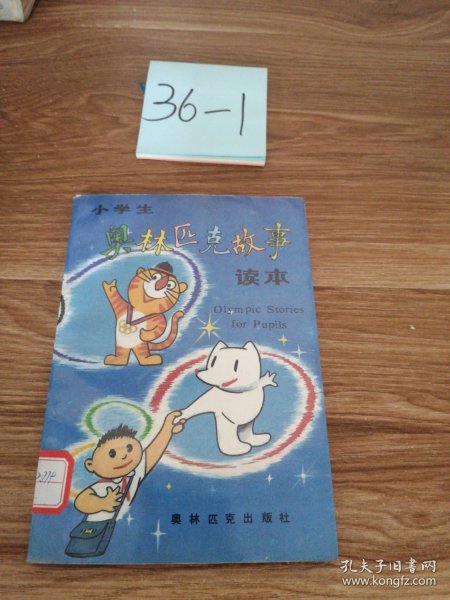 36-1
小学生
奥林匹克故事
读本
Olympic Stories
for Pupils
奥林匹克出版社
孔夫子旧书网
www.kongfz.com